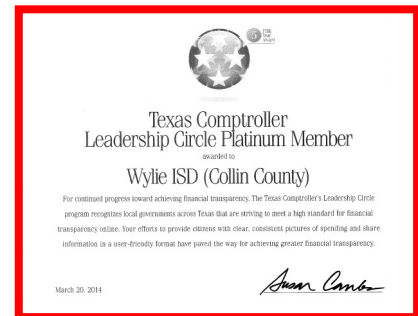 5
Texas Comptroller
Leadership Circle Platinum Member
awarded to
Wylie ISD (Collin County)
For continued progress toward achieving financial transparency. The Texas Comptroller's Leadership Circle
program recognizes local governments across Texas that are striving to meet a high standard for financial
transparency online. Your efforts to provide citizens with clear, consistent pictures of spending and share
information in a user-friendly format have paved the way for achieving greater financial transparency.
March 20, 2014
Susan Combs